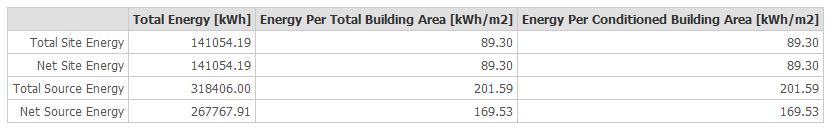 Total Energy [kWh] Energy Per Total Building Area [kWh/m2] Energy Per Conditioned Building Area [kWh/m2]
Total Site Energy 141054.19 89.30 89.30
Net Site Energy 141054.19 89.30 89.30
Total Source Energy 318406.00 201.59 201.59
Net Source Energy 267767.91 169.53 169.53